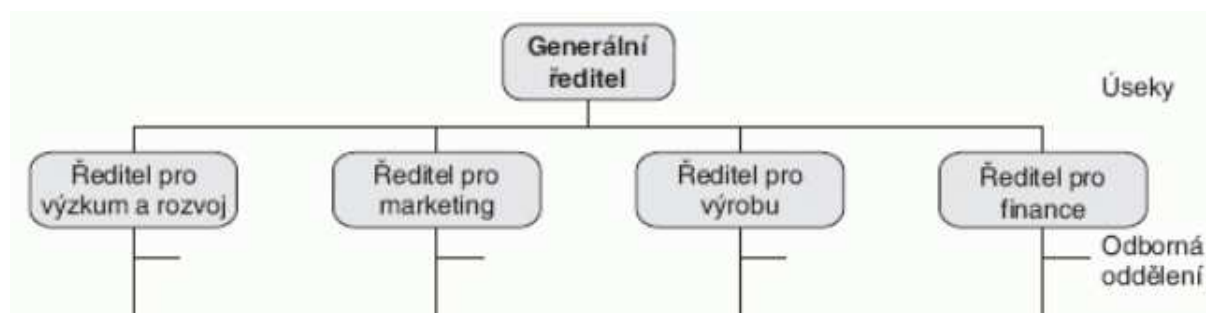 Generální
ředitel
Úseky
Ředitel pro
výzkum a rozvoj
Ředitel pro
marketing
Ředitel pro
výrobu
Ředitel pro
finance
Odborná
oddělení